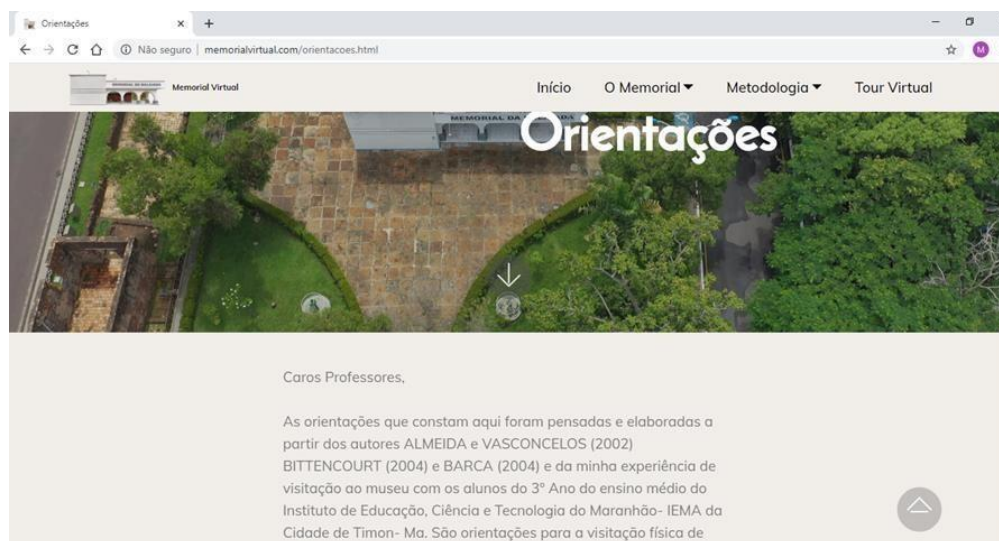 Orientações
Não seguro | memorialvirtual.com/orientacoes.html
M
Memorial Virtual
Início O Memorial Metodologia Tour Virtual
MEMORIAL DA
Orientações
Caros Professores,
As orientações que constam aqui foram pensadas e elaboradas a
partir dos autores ALMEIDA e VASCONCELOS (2002)
BITTENCOURT (2004) e BARCA (2004) e da minha experiência de
visitação ao museu com os alunos do 3º Ano do ensino médio do
Instituto de Educação, Ciência e Tecnologia do Maranhão- IEMA da
Cidade de Timon- Ma. São orientações para a visitação física de